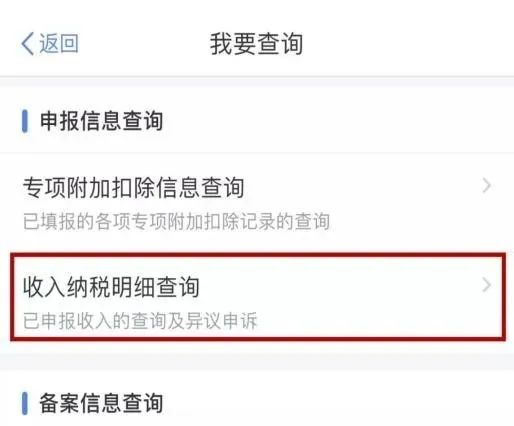 返回
我要查询
申报信息查询
专项附加扣除信息查询
已填报的各项专项附加扣除记录的查询
收入纳税明细查询
已申报收入的查询及异议申诉
备案信息查询